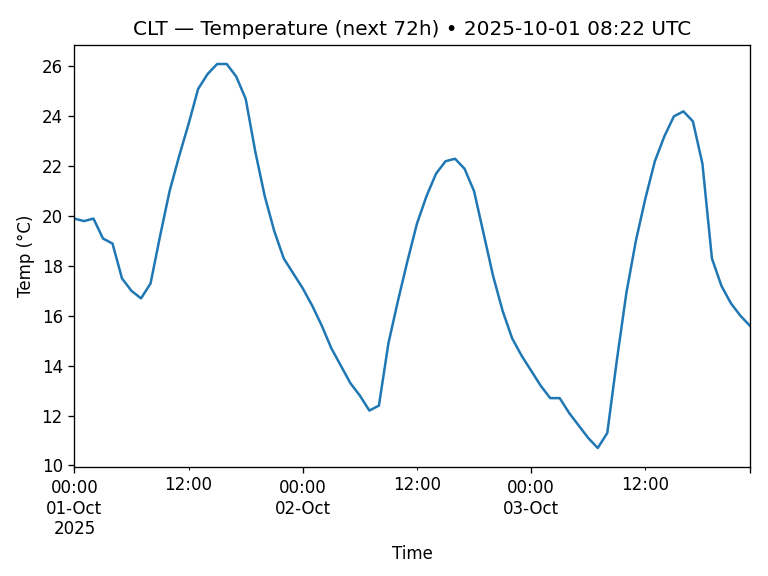 CLT — Temperature (next 72h) • 2025-10-01 08:22 UTC
Temp (°C)
26
24
22
20
18
16
14
12
10
00:00 12:00 00:00 12:00 00:00 12:00
01-Oct 02-Oct 03-Oct
2025
Time